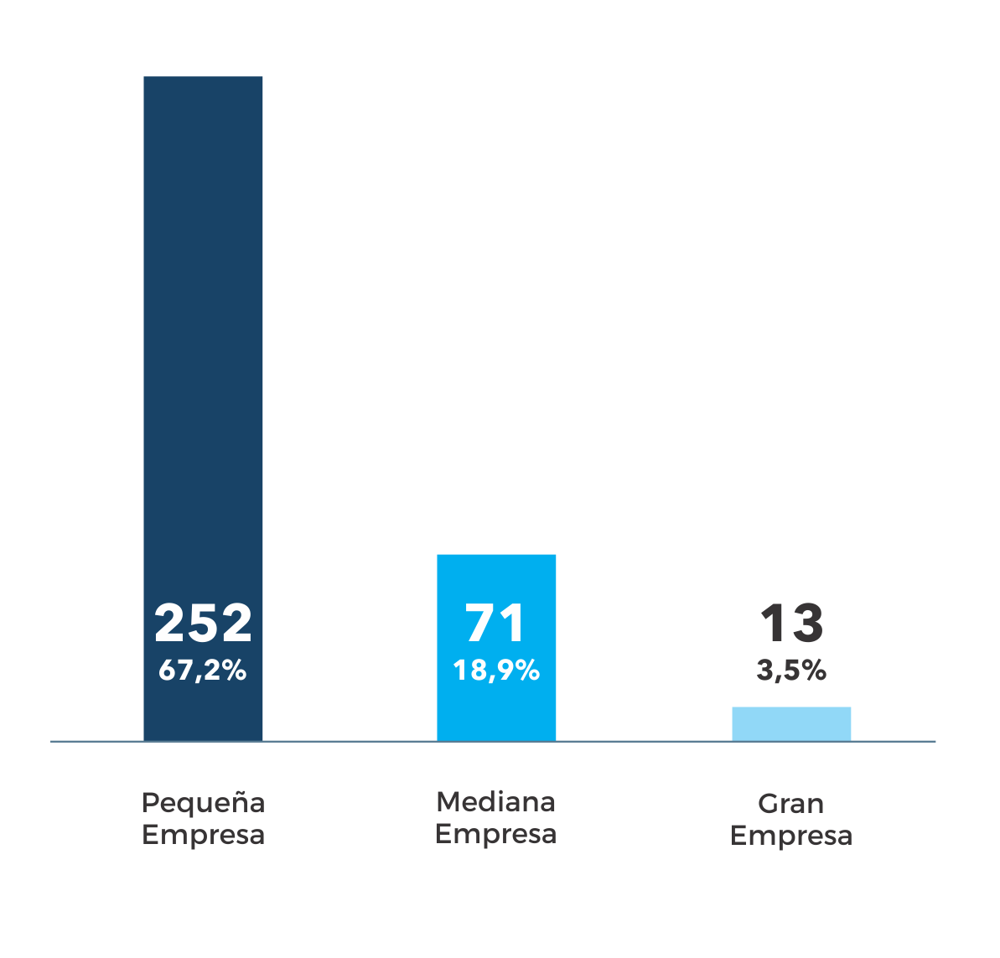 252
67,2%
71
18,9%
13
3,5%
Pequeña
Empresa
Mediana
Empresa
Gran
Empresa